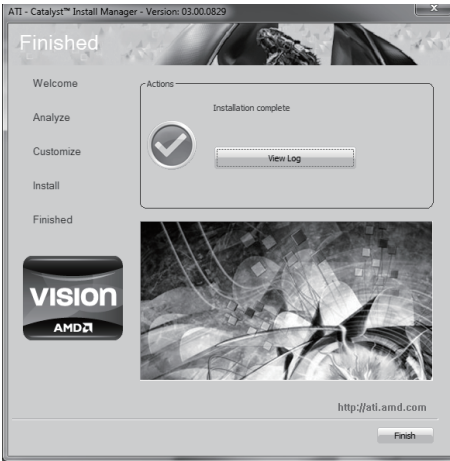 ATI - Catalyst™ Install Manager - Version: 03.00.0829
Finished
Welcome
Analyze
Customize
Install
Finished
Actions
Installation complete
View Log
VISION
AMD
http://ati.amd.com
Finish